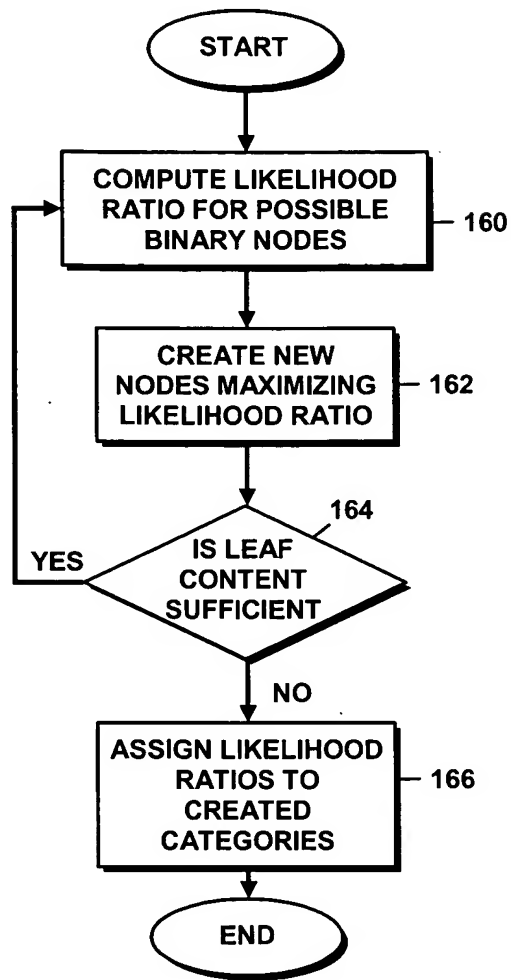 START
COMPUTE LIKELIHOOD
RATIO FOR POSSIBLE
BINARY NODES
160
CREATE NEW
NODES MAXIMIZING
LIKELIHOOD RATIO
162
164
YES
IS LEAF
CONTENT
SUFFICIENT
NO
ASSIGN LIKELIHOOD
RATIOS TO
CREATED
CATEGORIES
166
END